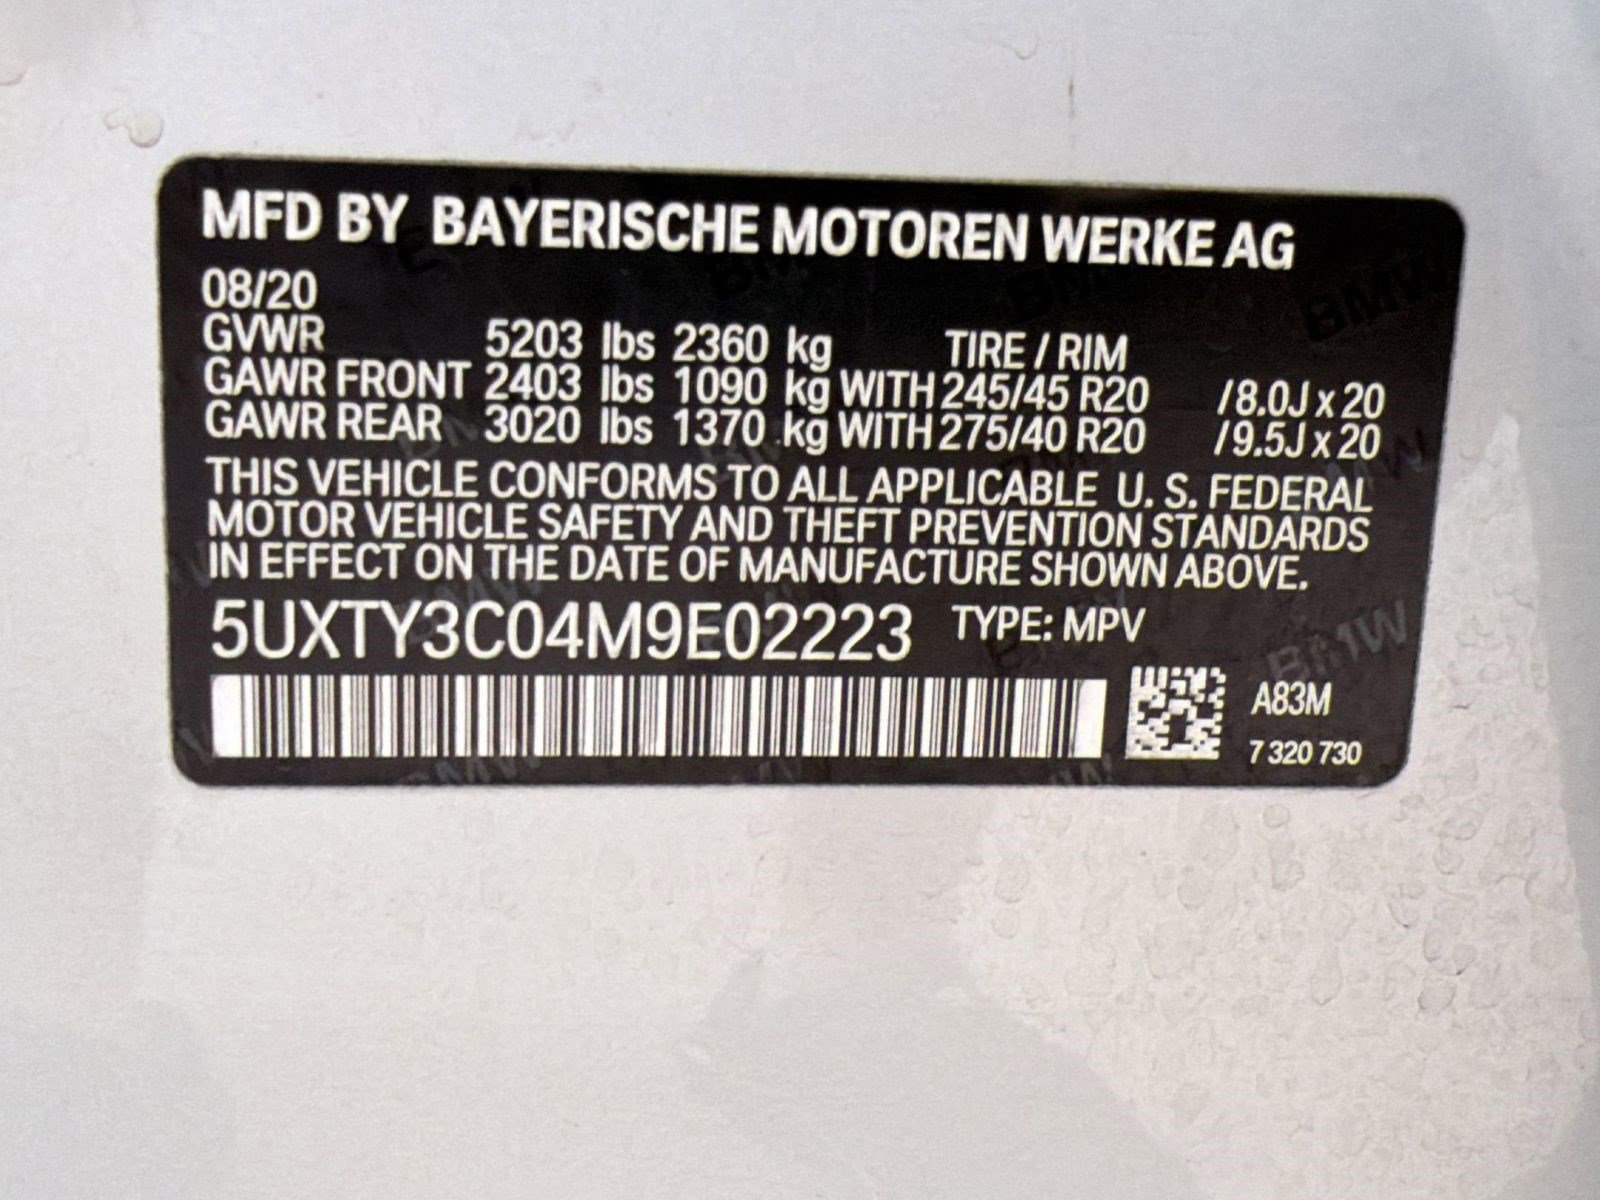 MFD BY BAYERISCHE MOTOREN WERKE AG
08/20
GVWR 5203 lbs 2360 kg TIRE / RIM
GAWR FRONT 2403 lbs 1090 kg WITH 245/45 R20 /8.0J x 20
GAWR REAR 3020 lbs 1370 kg WITH 275/40 R20 /9.5J x 20
THIS VEHICLE CONFORMS TO ALL APPLICABLE U. S. FEDERAL
MOTOR VEHICLE SAFETY AND THEFT PREVENTION STANDARDS
IN EFFECT ON THE DATE OF MANUFACTURE SHOWN ABOVE.
5UXTY3C04M9E02223 TYPE: MPV
A83M
7 320 730